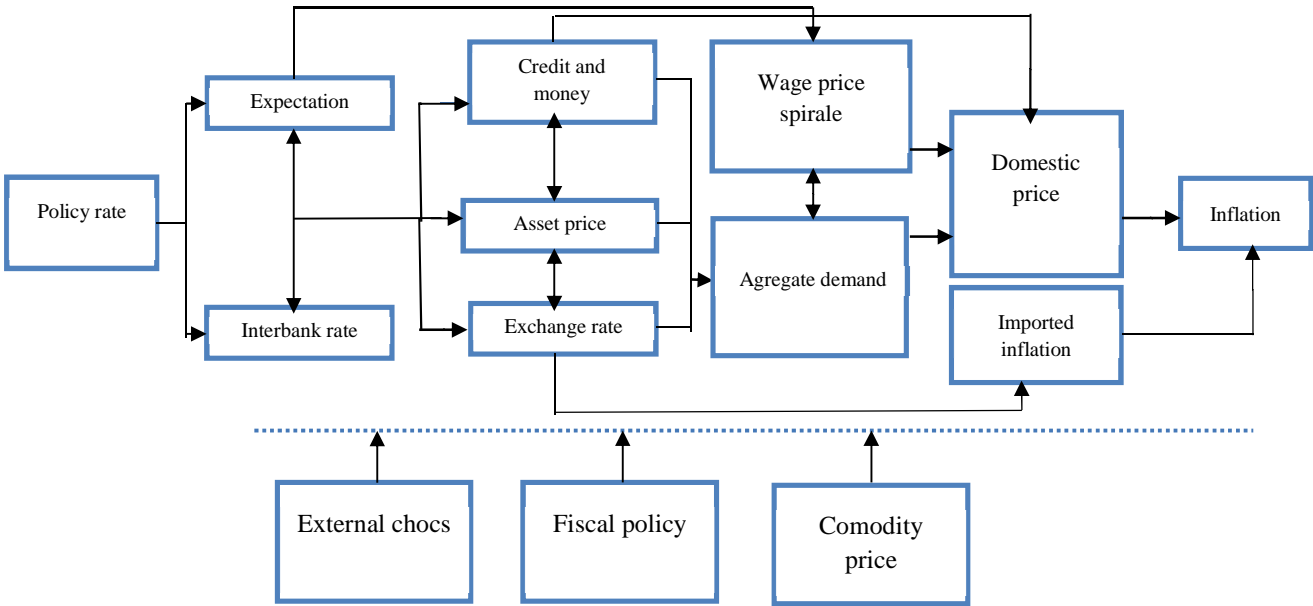 Policy rate
Expectation
Interbank rate
Credit and
money
Asset price
Exchange rate
Wage price
spirale
Agregate demand
Domestic
price
Imported
inflation
Inflation
External chocs
Fiscal policy
Comodity
price